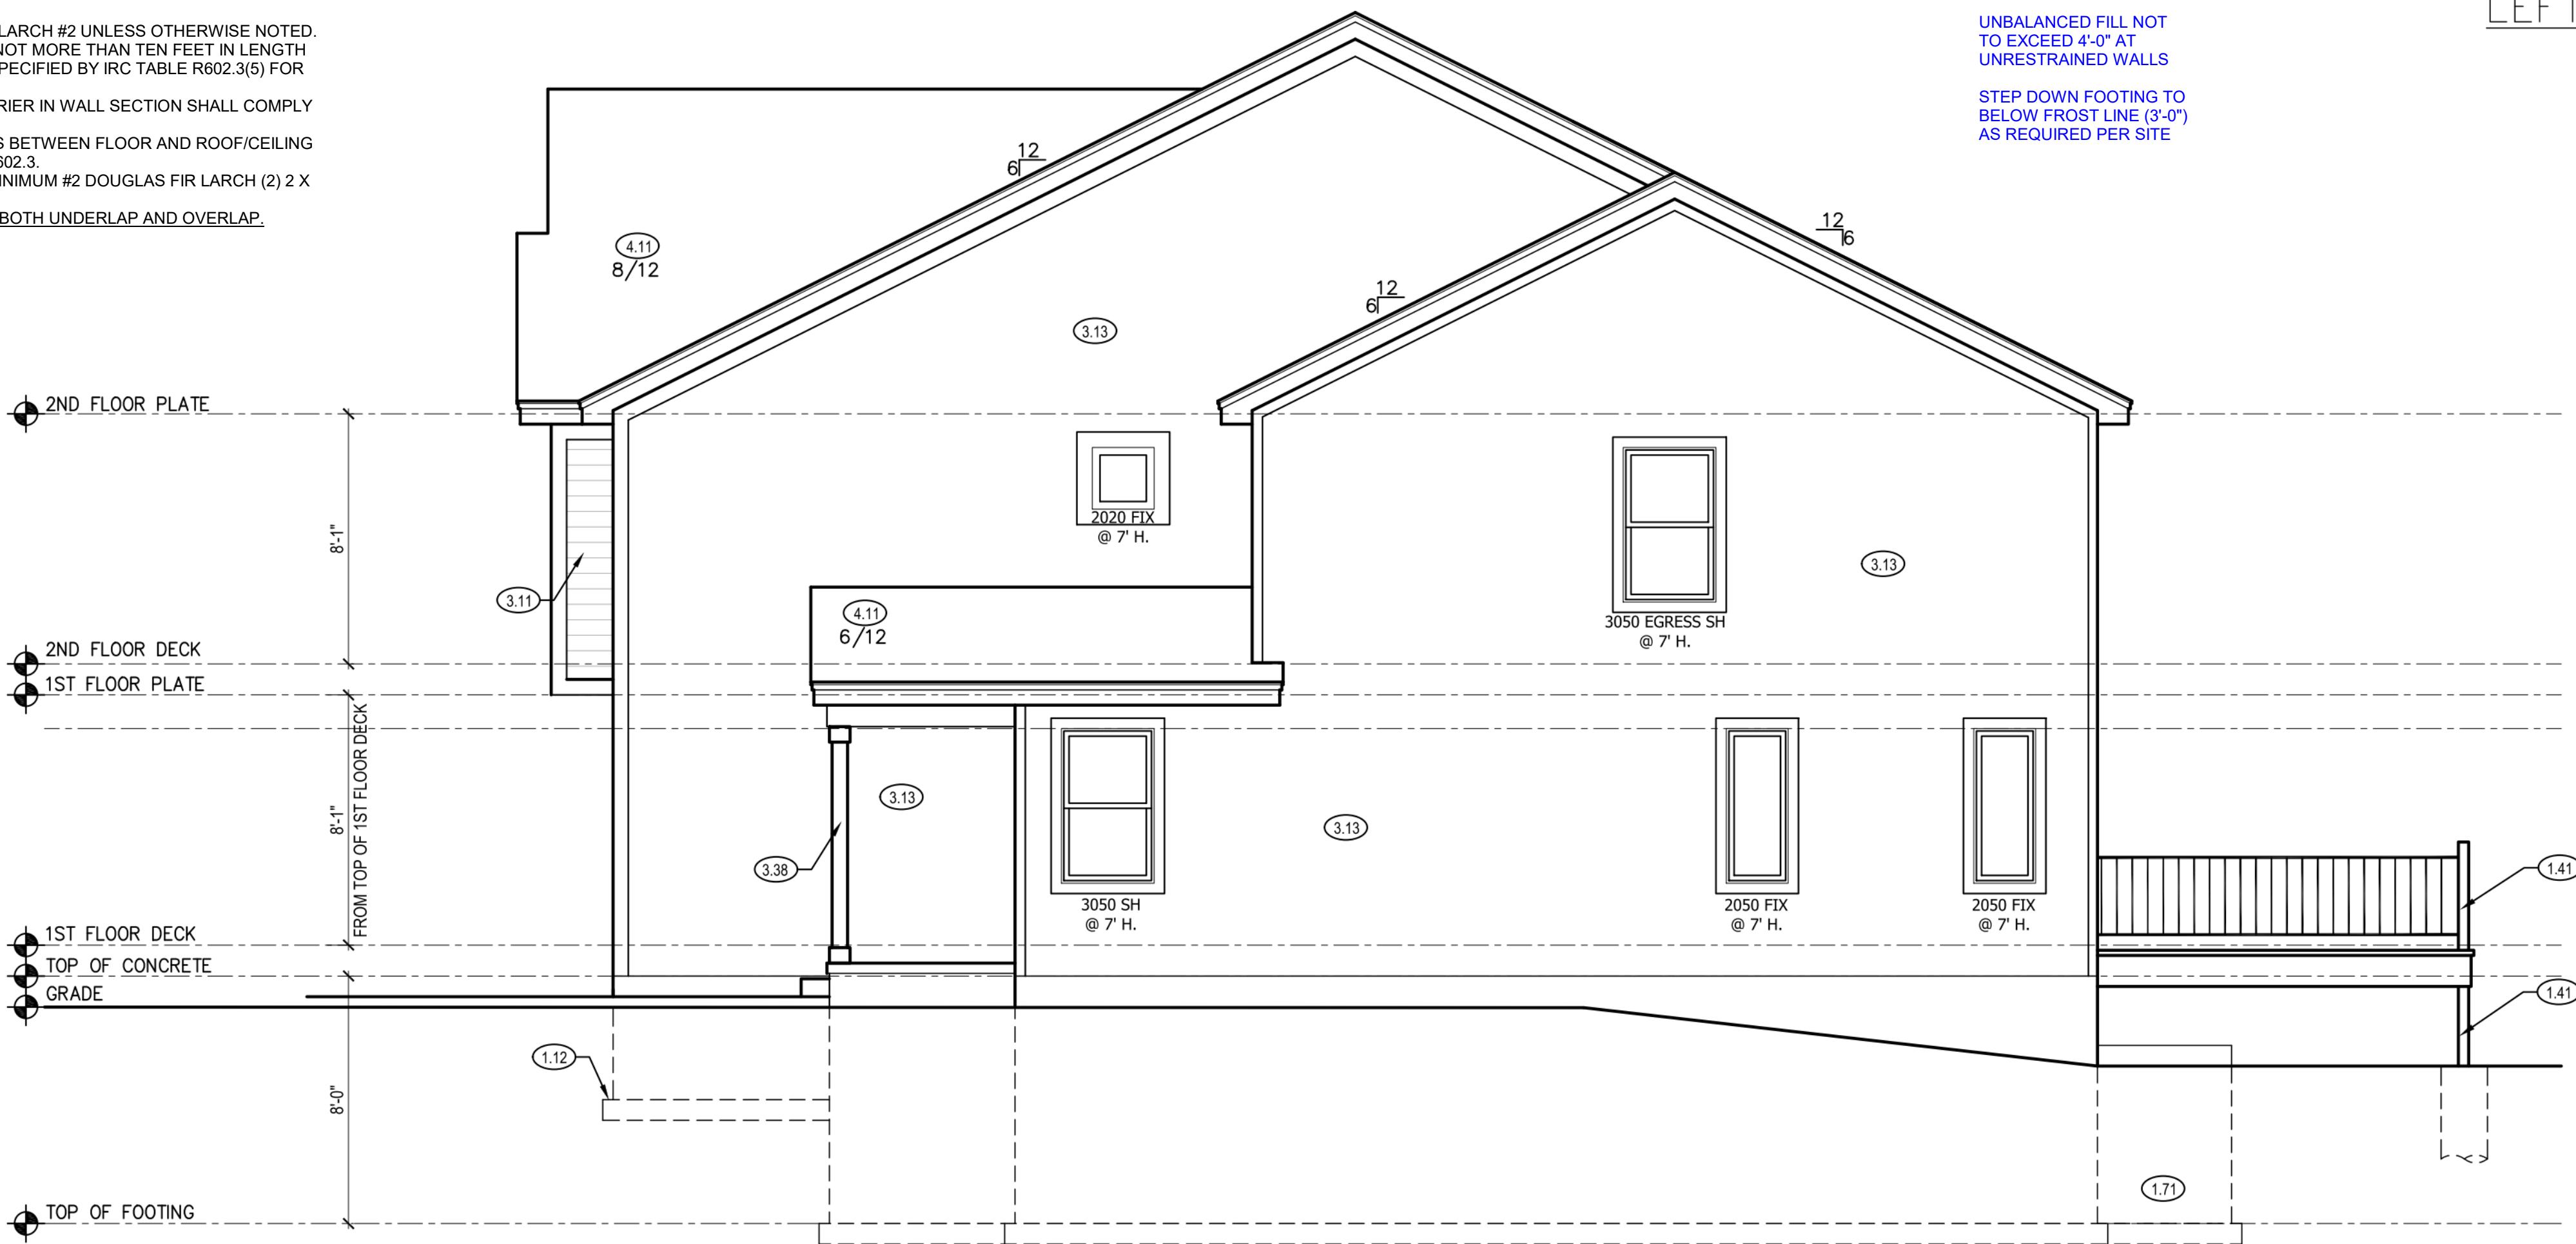 LARCH #2 UNLESS OTHERWISE NOTED.
NOT MORE THAN TEN FEET IN LENGTH
PECIFIED BY IRC TABLE R602.3(5) FOR
RIER IN WALL SECTION SHALL COMPLY
S BETWEEN FLOOR AND ROOF/CEILING
602.3.
INIMUM #2 DOUGLAS FIR LARCH (2) 2 X
BOTH UNDERLAP AND OVERLAP.
UNBALANCED FILL NOT
TO EXCEED 4'-0" AT
UNRESTRAINED WALLS
STEP DOWN FOOTING TO
BELOW FROST LINE (3'-0")
AS REQUIRED PER SITE
LEFT
12
6
12
6
4.11
8/12
12
6
3.13
2ND FLOOR PLATE
8'-1"
2020 FIX
@ 7' H.
3.13
3.11
4.11
6/12
3050 EGRESS SH
@ 7' H.
2ND FLOOR DECK
1ST FLOOR PLATE
8'-1"
FROM TOP OF 1ST FLOOR DECK
3.13
3.13
3.38
1.41
3050 SH
@ 7' H.
2050 FIX
@ 7' H.
2050 FIX
@ 7' H.
1ST FLOOR DECK
TOP OF CONCRETE
GRADE
1.41
1.12
8'-0"
1.71
TOP OF FOOTING